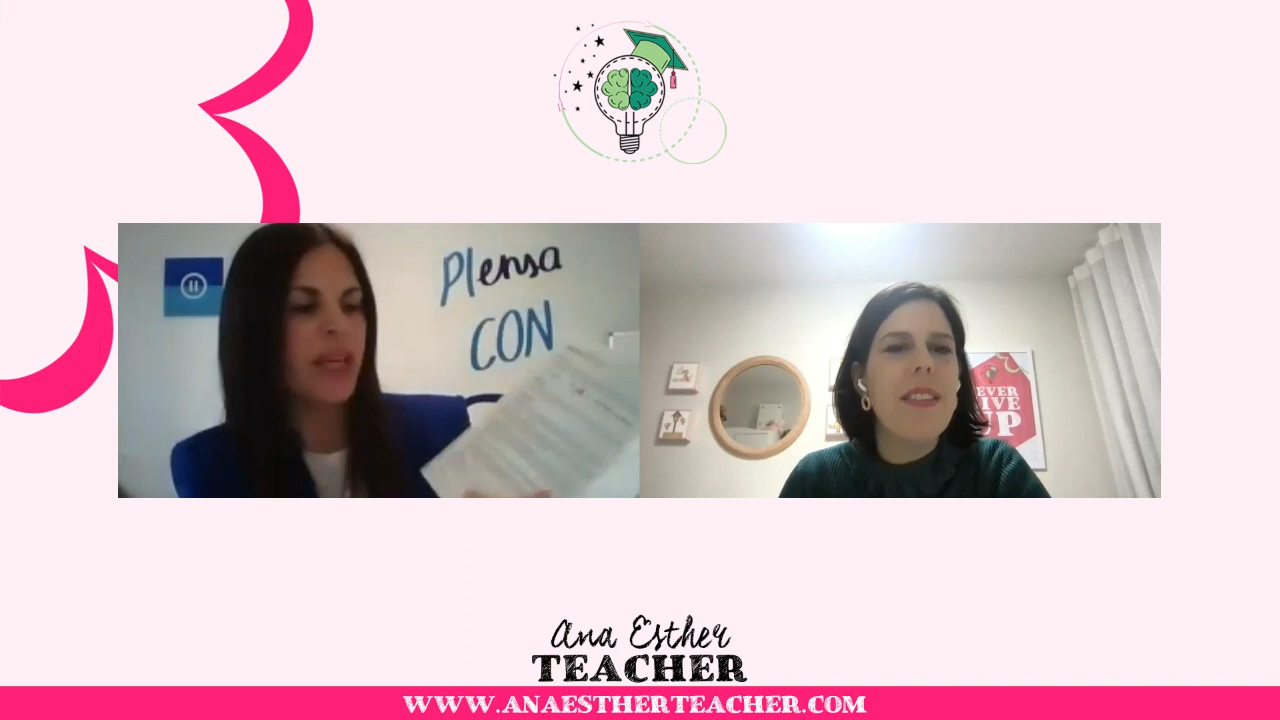 PIensa
CON
EVER
IVE
UP
Ana Esther
TEACHER
WWW.ANAESTHERTEACHER.COM